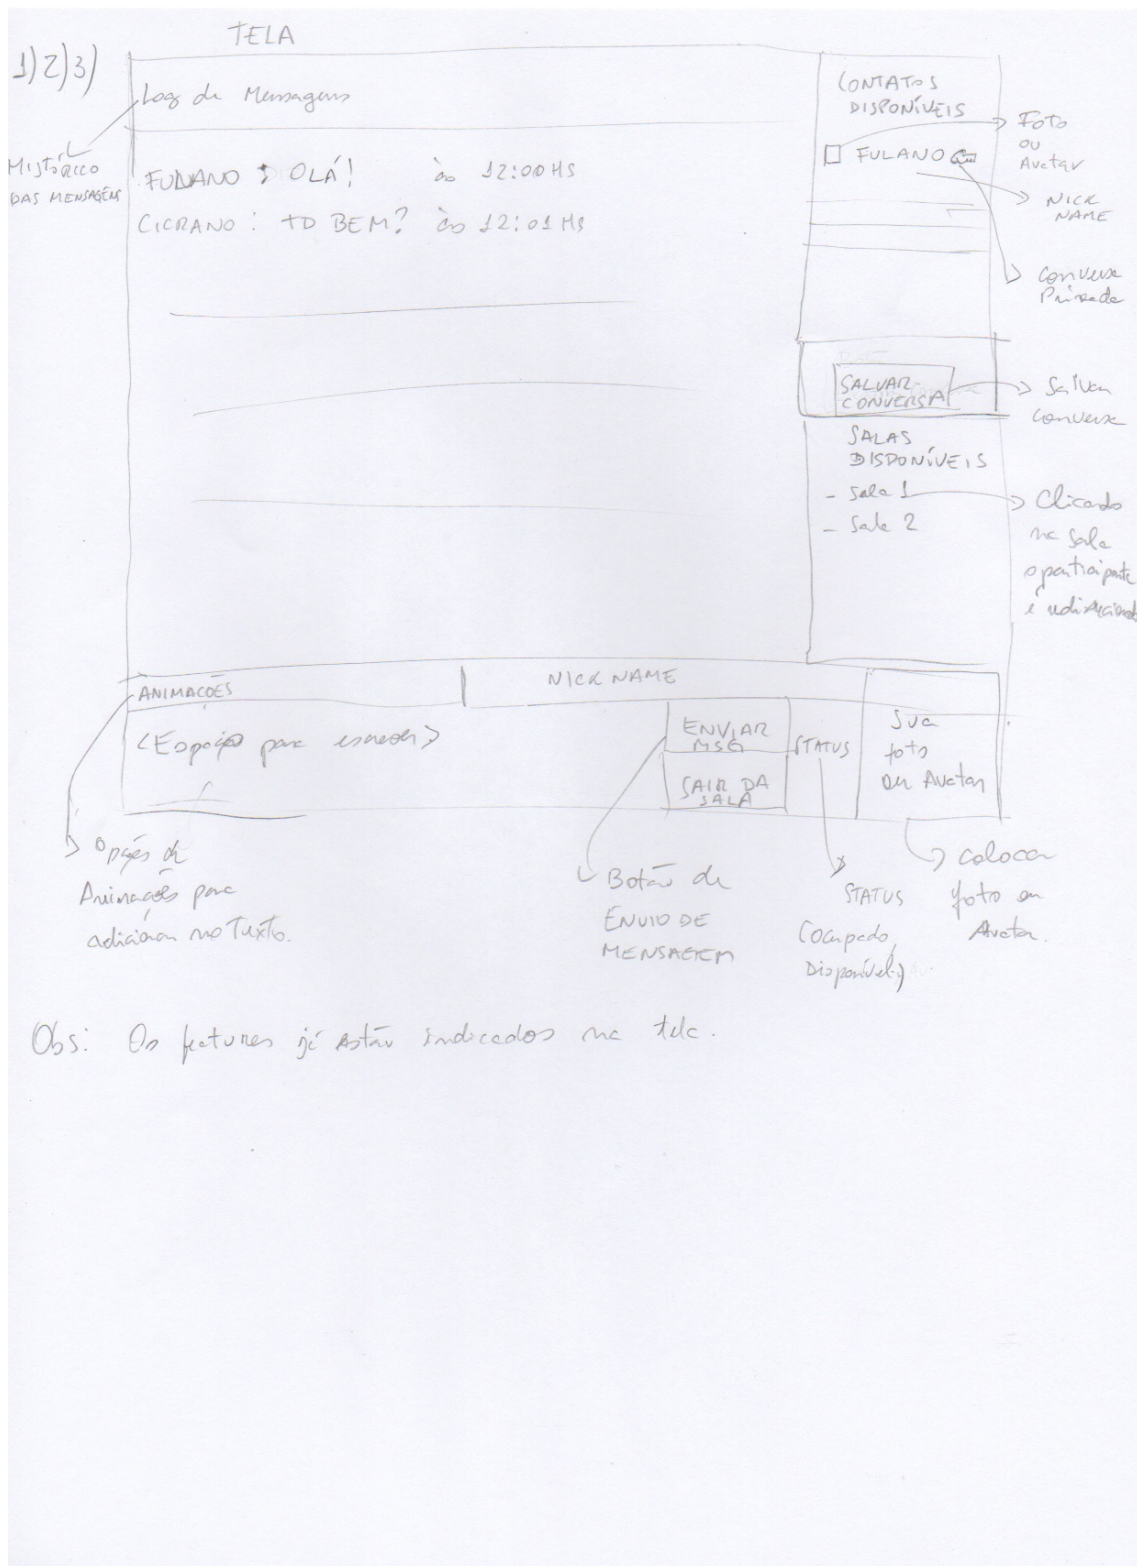 TELA
1) 2) 3)
Log de Mensagens
HISTÓRICO
DAS MENSAGENS
FULANO : OLÁ! às 12:00 HS
CICRANO : TD BEM? às 12:01 HS
CONTATOS
DISPONÍVEIS
FULANO
FOTO
ou
Avatar
NICK
NAME
Conversa
Privada
SALVAR
CONVERSA
Salvar
conversa
SALAS
DISPONÍVEIS
- Sala 1
- Sala 2
Clicando
na sala
o participante
é redirecionado
ANIMAÇÕES
NICK NAME
<Espaço para escrever>
ENVIAR
MSG
SAIR DA
SALA
STATUS
Sua
foto
ou Avatar
Opções de
Animações para
adicionar no Texto.
Botão de
ENVIO DE
MENSAGEM
STATUS
(Ocupado,
Disponível)
colocar
foto ou
Avatar.
Obs: Os features já estão indicados na tela.